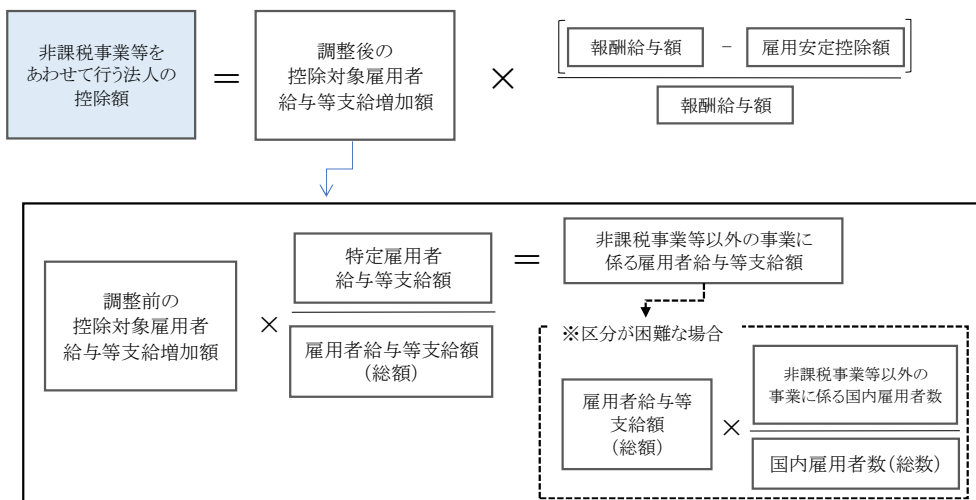 非課税事業等を
あわせて行う法人の
控除額
＝
調整後の
控除対象雇用者
給与等支給増加額
×
報酬給与額
－
雇用安定控除額
報酬給与額
調整前の
控除対象雇用者
給与等支給増加額
×
特定雇用者
給与等支給額
雇用者給与等支給額
(総額)
＝
非課税事業等以外の事業に
係る雇用者給与等支給額
※区分が困難な場合
雇用者給与等
支給額
(総額)
×
非課税事業等以外の
事業に係る国内雇用者数
国内雇用者数(総数)